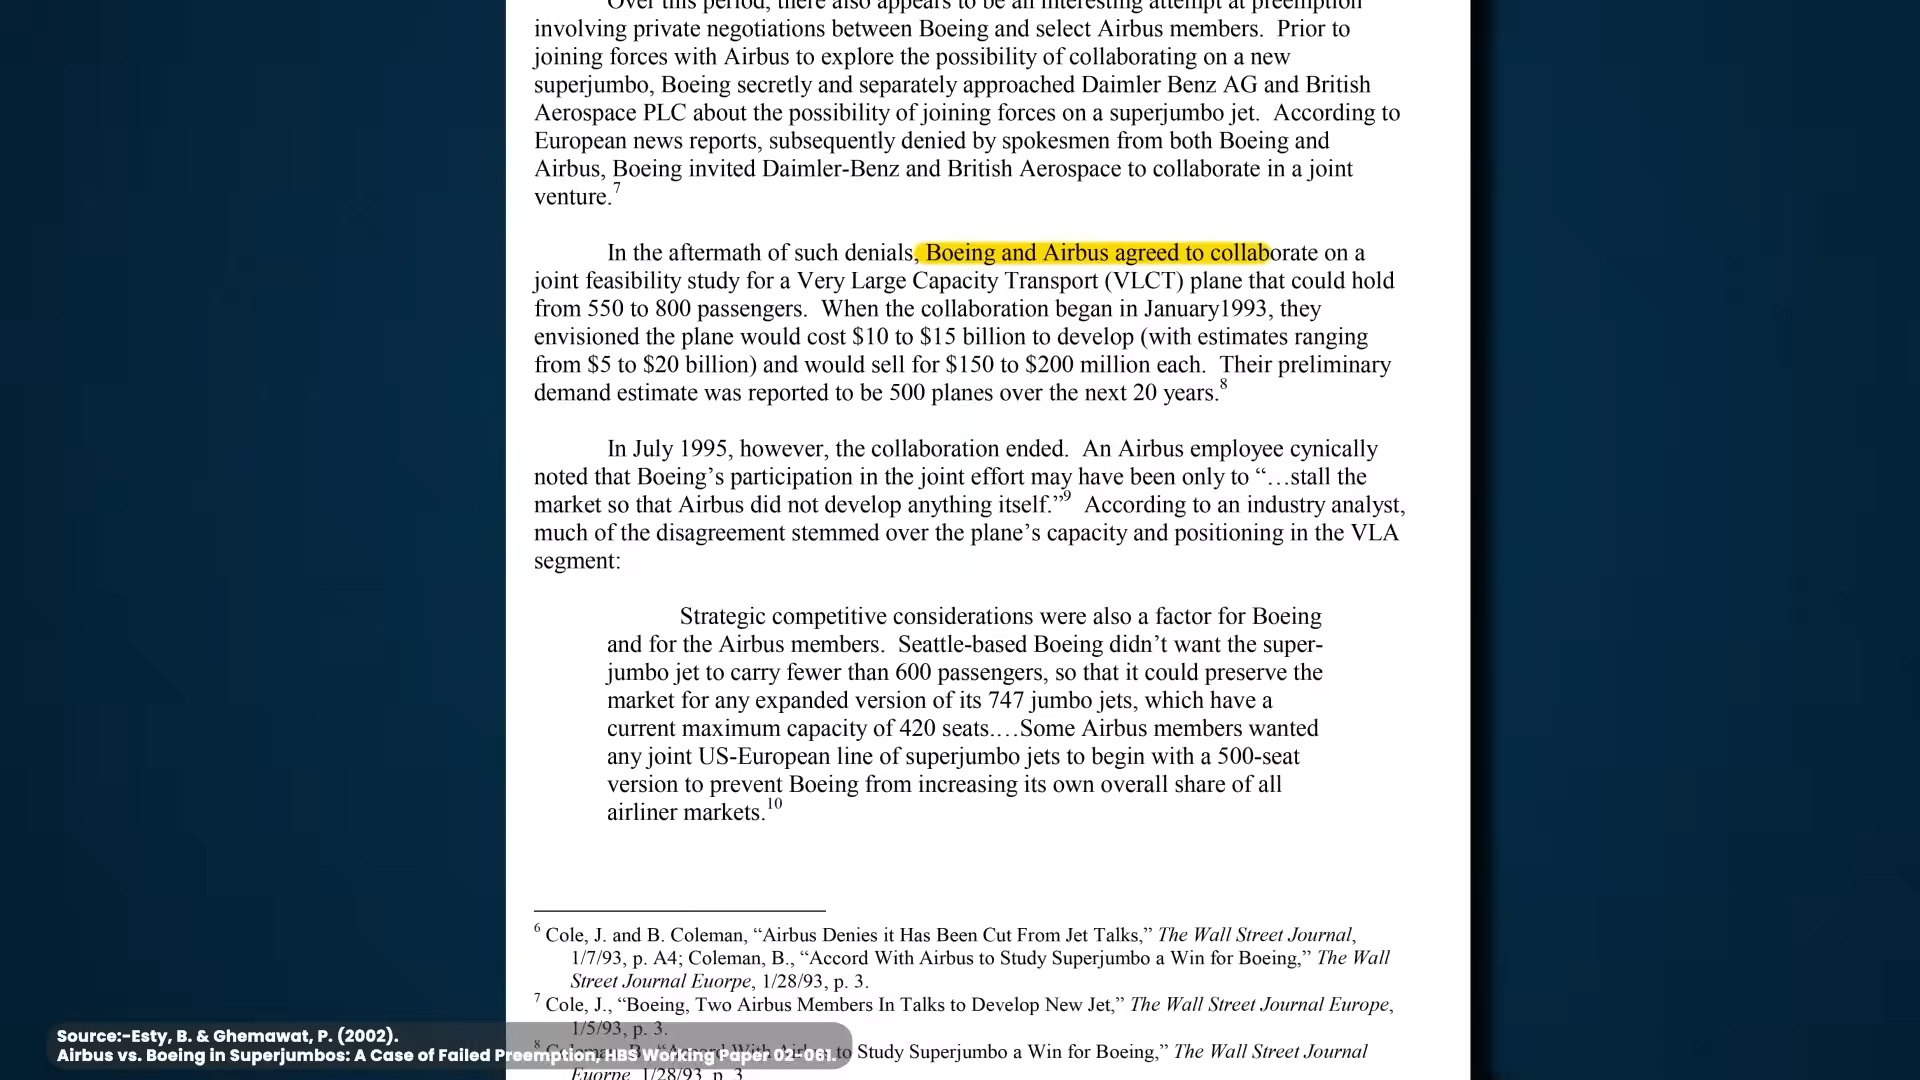 Over this period, there also appears to be an interesting attempt at preemption
involving private negotiations between Boeing and select Airbus members.  Prior to
joining forces with Airbus to explore the possibility of collaborating on a new
superjumbo, Boeing secretly and separately approached Daimler Benz AG and British
Aerospace PLC about the possibility of joining forces on a superjumbo jet.  According to
European news reports, subsequently denied by spokesmen from both Boeing and
Airbus, Boeing invited Daimler-Benz and British Aerospace to collaborate in a joint
venture.7
In the aftermath of such denials, Boeing and Airbus agreed to collaborate on a
joint feasibility study for a Very Large Capacity Transport (VLCT) plane that could hold
from 550 to 800 passengers.  When the collaboration began in January1993, they
envisioned the plane would cost $10 to $15 billion to develop (with estimates ranging
from $5 to $20 billion) and would sell for $150 to $200 million each.  Their preliminary
demand estimate was reported to be 500 planes over the next 20 years.8
In July 1995, however, the collaboration ended.  An Airbus employee cynically
noted that Boeing’s participation in the joint effort may have been only to “…stall the
market so that Airbus did not develop anything itself.”9  According to an industry analyst,
much of the disagreement stemmed over the plane’s capacity and positioning in the VLA
segment:
Strategic competitive considerations were also a factor for Boeing
and for the Airbus members.  Seattle-based Boeing didn’t want the super-
jumbo jet to carry fewer than 600 passengers, so that it could preserve the
market for any expanded version of its 747 jumbo jets, which have a
current maximum capacity of 420 seats.…Some Airbus members wanted
any joint US-European line of superjumbo jets to begin with a 500-seat
version to prevent Boeing from increasing its own overall share of all
airliner markets.10
6 Cole, J. and B. Coleman, “Airbus Denies it Has Been Cut From Jet Talks,” The Wall Street Journal,
1/7/93, p. A4; Coleman, B., “Accord With Airbus to Study Superjumbo a Win for Boeing,” The Wall
Street Journal Euorpe, 1/28/93, p. 3.
7 Cole, J., “Boeing, Two Airbus Members In Talks to Develop New Jet,” The Wall Street Journal Europe,
1/5/93, p. 3.
8 Coleman, B., “Accord With Airbus to Study Superjumbo a Win for Boeing,” The Wall Street Journal
Euorpe, 1/28/93, p. 3
Source:-Esty, B. & Ghemawat, P. (2002).
Airbus vs. Boeing in Superjumbos: A Case of Failed Preemption, HBS Working Paper 02-061.